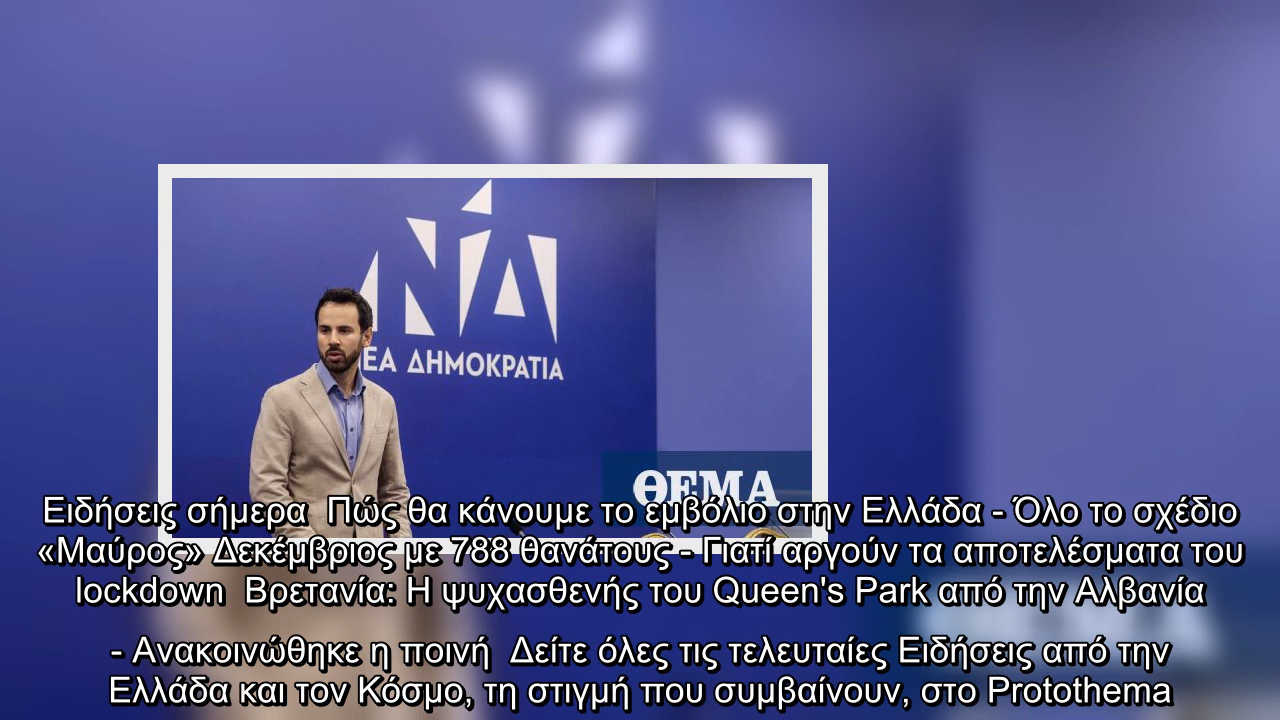 ΝΔ
ΕΑ ΔΗΜΟΚΡΑΤΙΑ
ΘΕΜΑ
Ειδήσεις σήμερα  Πώς θα κάνουμε το εμβόλιο στην Ελλάδα - Όλο το σχέδιο
«Μαύρος» Δεκέμβριος με 788 θανάτους - Γιατί αργούν τα αποτελέσματα του
lockdown  Βρετανία: Η ψυχασθενής του Queen's Park από την Αλβανία
- Ανακοινώθηκε η ποινή  Δείτε όλες τις τελευταίες Ειδήσεις από την
Ελλάδα και τον Κόσμο, τη στιγμή που συμβαίνουν, στο Protothema